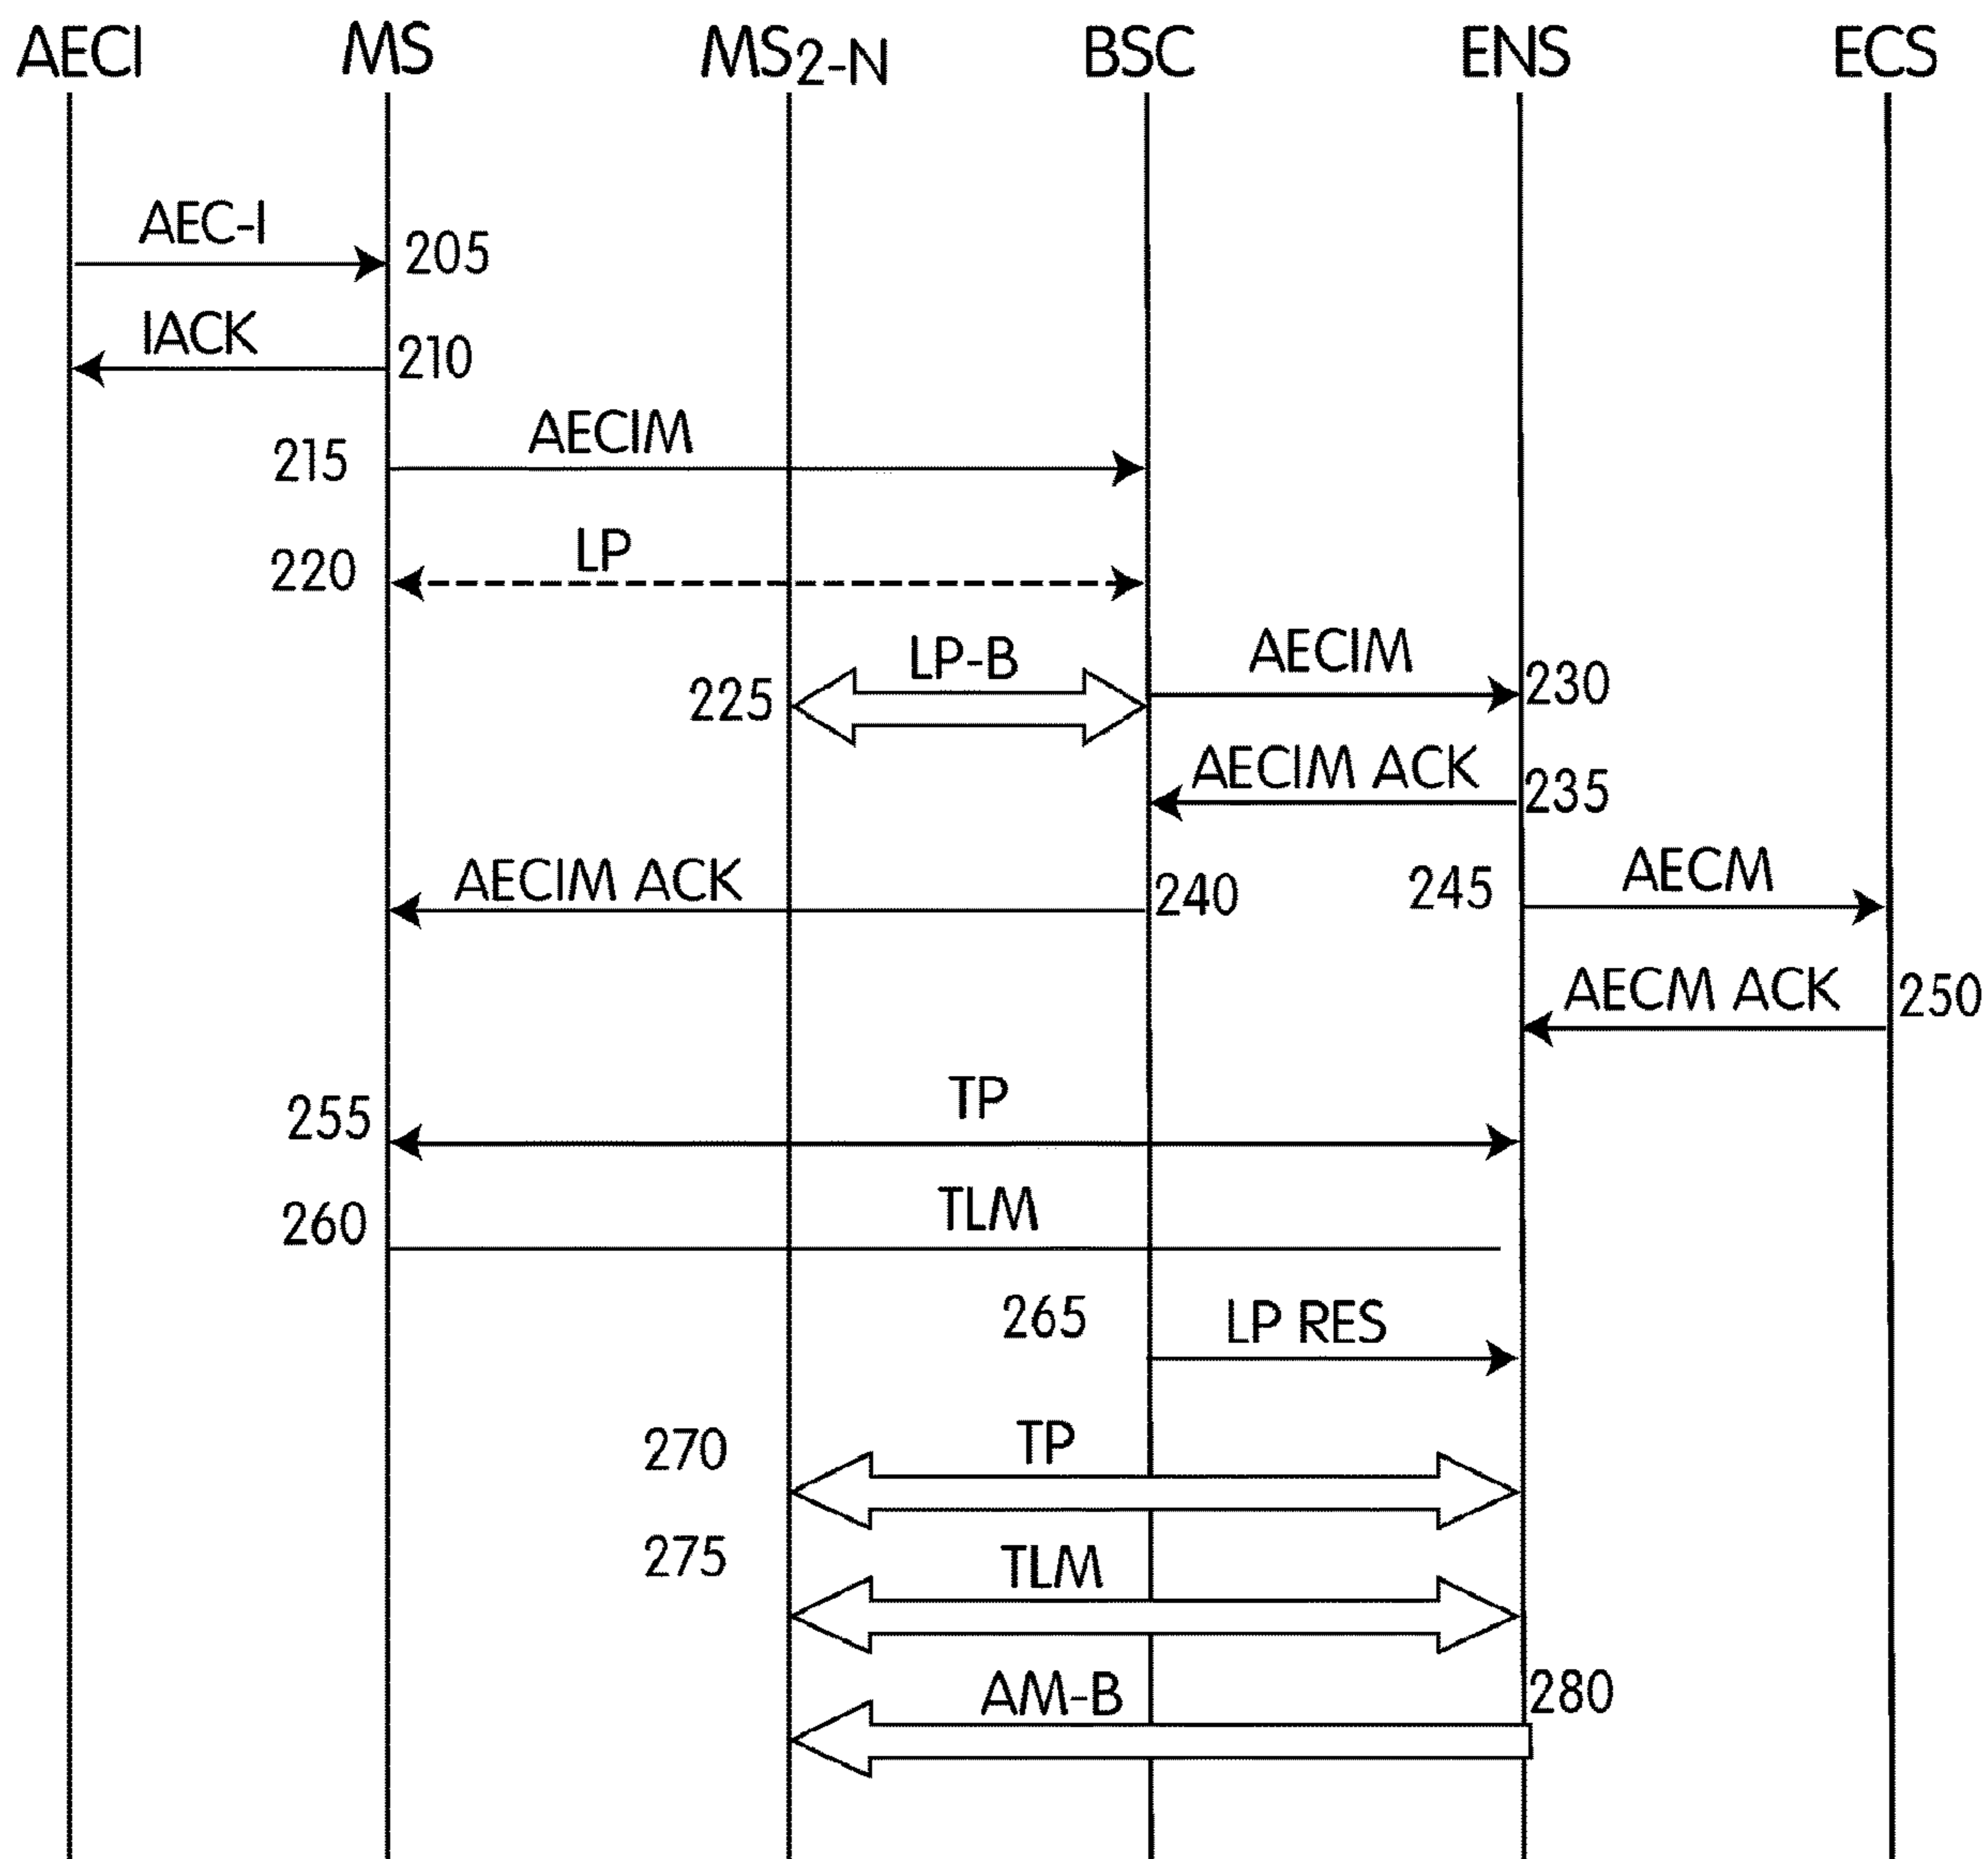 AECI MS MS2-N BSC ENS ECS
AEC-I 205
IACK 210
215 AECIM
220 LP
225 LP-B AECIM 230
AECIM ACK 235
AECIM ACK 240 245 AECM
AECM ACK 250
255 TP
260 TLM
265 LP RES
270 TP
275 TLM
AM-B 280